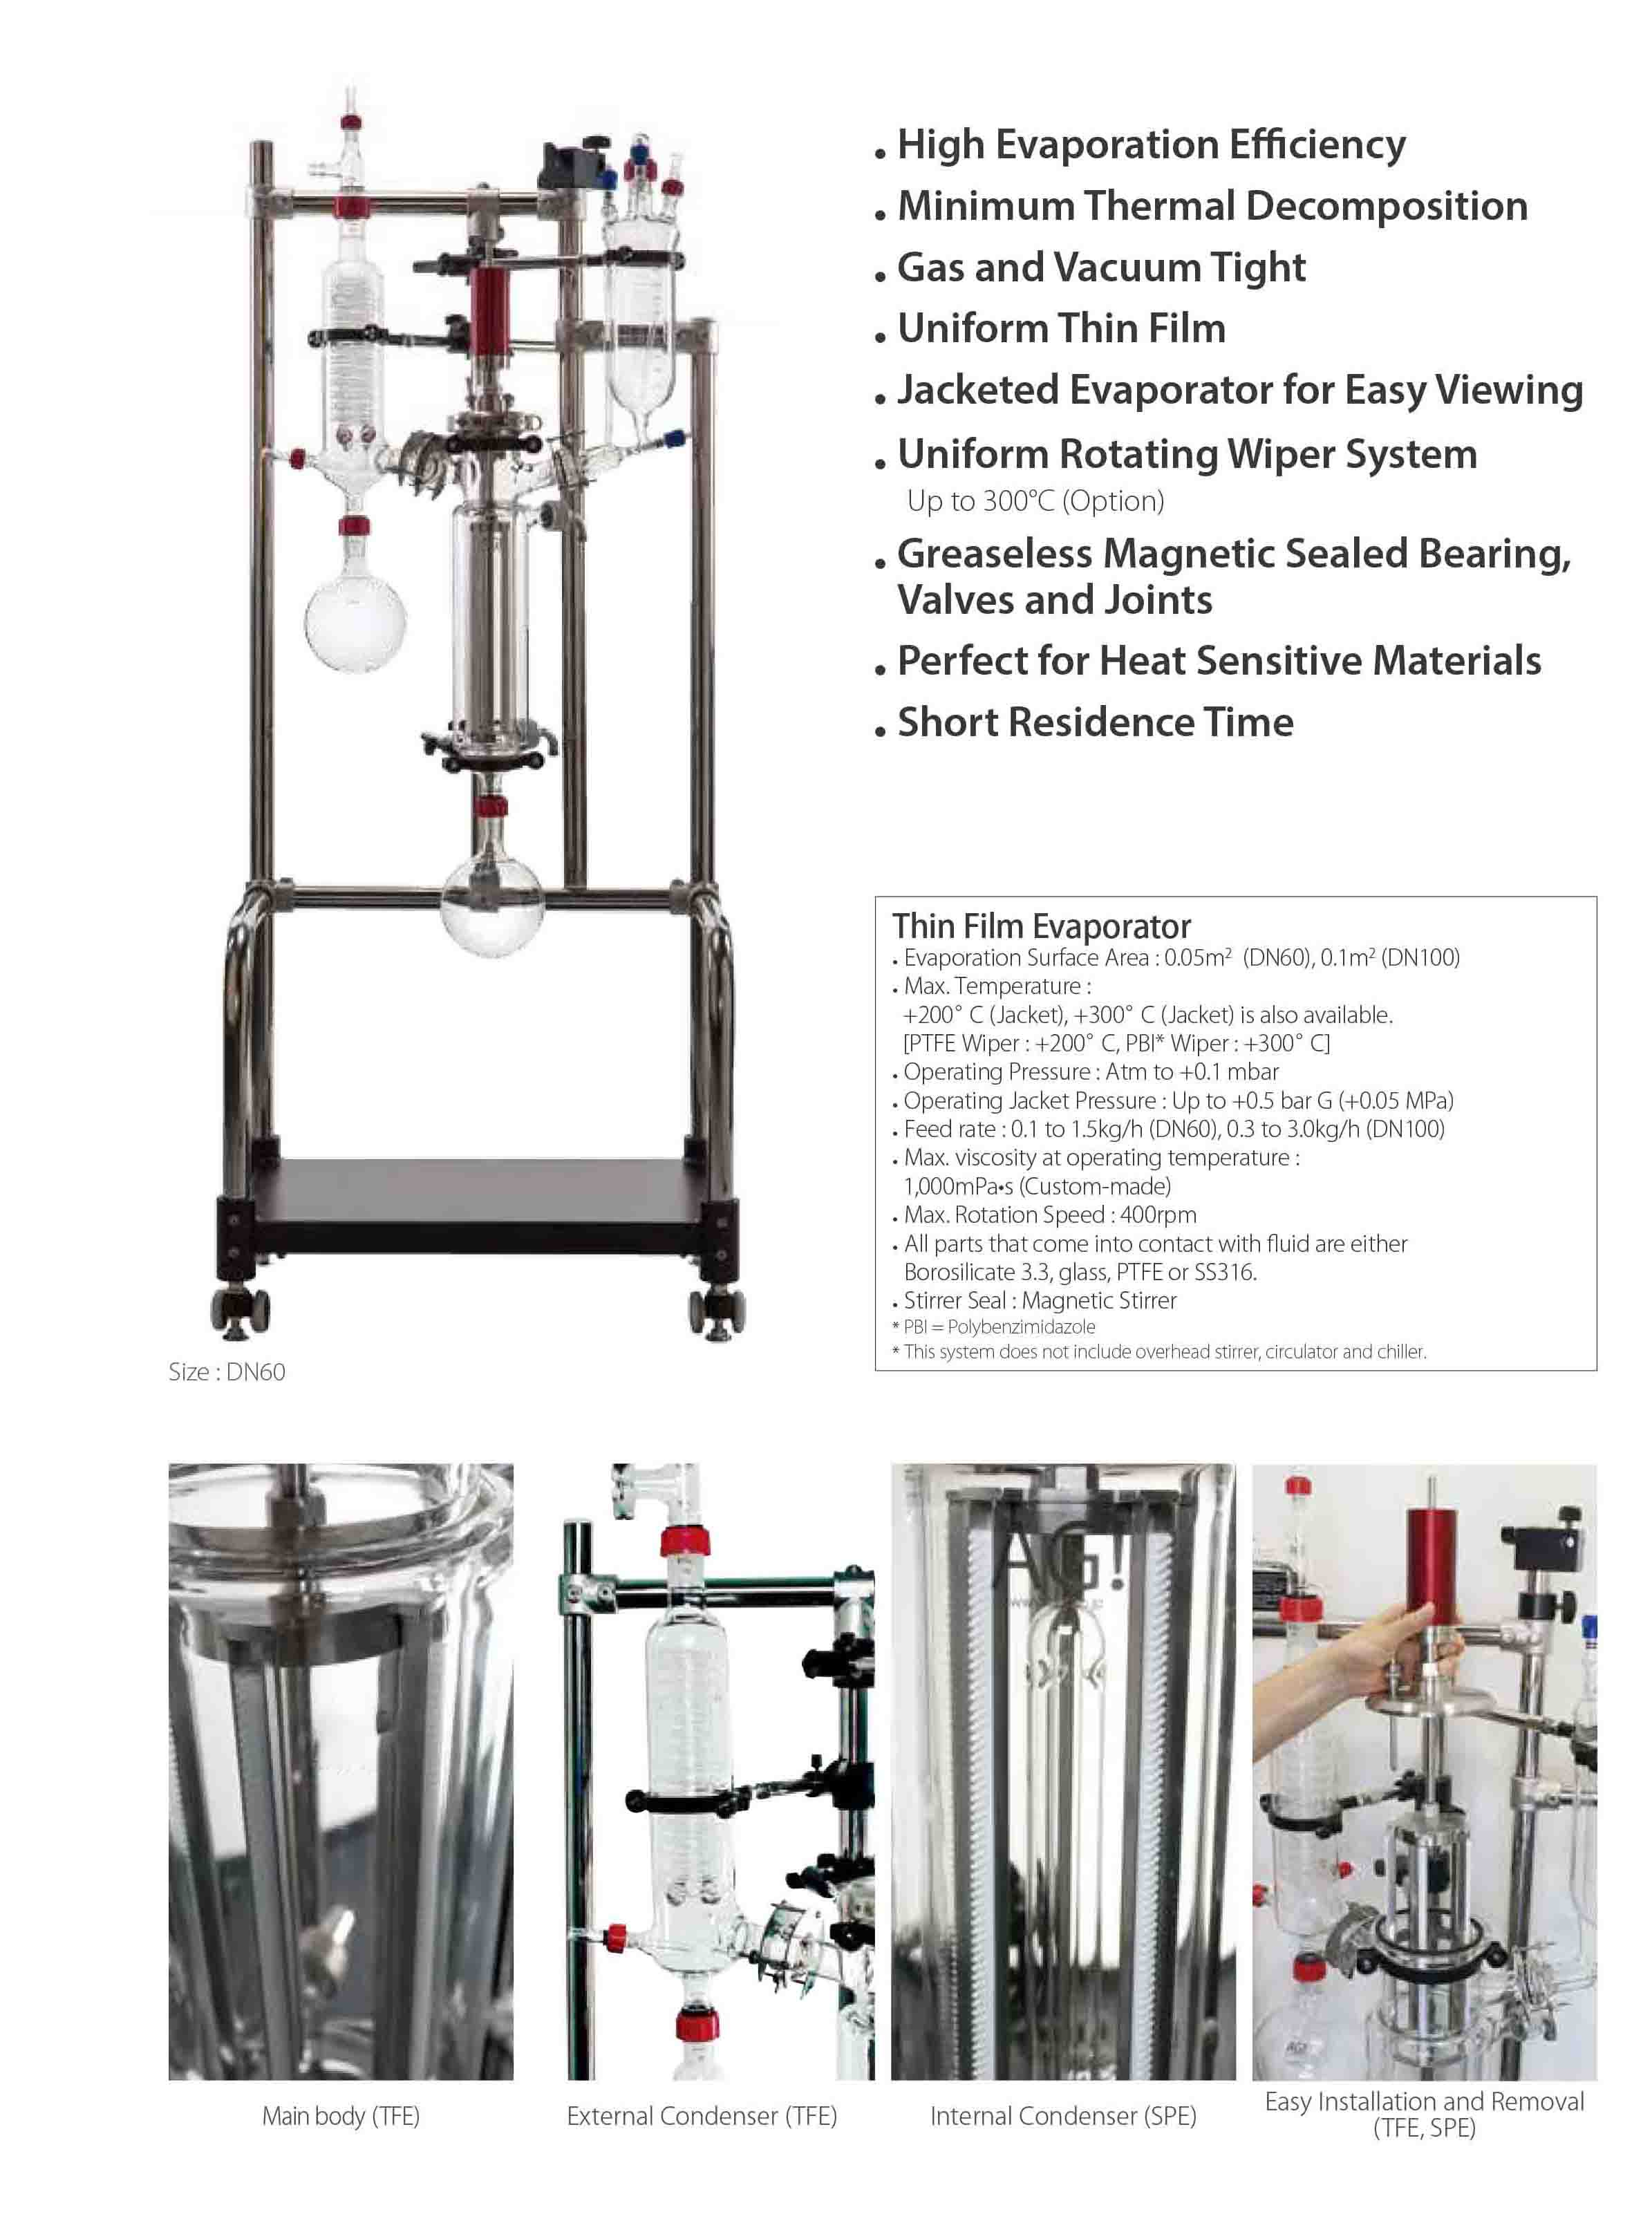 . High Evaporation Efficiency
. Minimum Thermal Decomposition
. Gas and Vacuum Tight
. Uniform Thin Film
. Jacketed Evaporator for Easy Viewing
. Uniform Rotating Wiper System
Up to 300°C (Option)
. Greaseless Magnetic Sealed Bearing,
Valves and Joints
. Perfect for Heat Sensitive Materials
. Short Residence Time
Thin Film Evaporator
. Evaporation Surface Area : 0.05m² (DN60), 0.1m² (DN100)
. Max. Temperature :
+200° C (Jacket), +300° C (Jacket) is also available.
[PTFE Wiper : +200° C, PBI* Wiper : +300° C]
. Operating Pressure : Atm to +0.1 mbar
. Operating Jacket Pressure : Up to +0.5 bar G (+0.05 MPa)
. Feed rate : 0.1 to 1.5kg/h (DN60), 0.3 to 3.0kg/h (DN100)
. Max. viscosity at operating temperature :
1,000mPa•s (Custom-made)
. Max. Rotation Speed : 400rpm
. All parts that come into contact with fluid are either
Borosilicate 3.3, glass, PTFE or SS316.
. Stirrer Seal : Magnetic Stirrer
* PBI = Polybenzimidazole
* This system does not include overhead stirrer, circulator and chiller.
Size : DN60
AG!
Main body (TFE)
External Condenser (TFE)
Internal Condenser (SPE)
Easy Installation and Removal
(TFE, SPE)